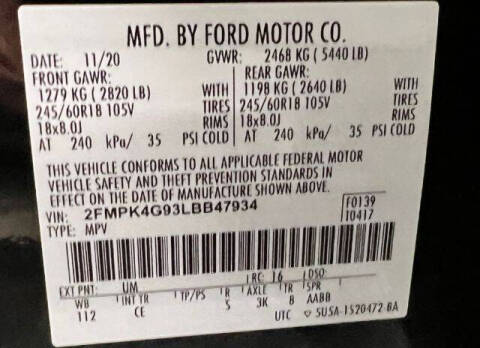 MFD. BY FORD MOTOR CO.
DATE: 11/20 GVWR: 2468 KG (5440 LB)
FRONT GAWR: REAR GAWR:
1279 KG (2820 LB) WITH 1198 KG (2640 LB) WITH
245/60R18 105V TIRES 245/60R18 105V TIRES
18x8.0J RIMS 18x8.0J RIMS
AT 240 kPa/ 35 PSI COLD AT 240 kPa/ 35 PSI COLD
THIS VEHICLE CONFORMS TO ALL APPLICABLE FEDERAL MOTOR
VEHICLE SAFETY AND THEFT PREVENTION STANDARDS IN
EFFECT ON THE DATE OF MANUFACTURE SHOWN ABOVE.
VIN: 2FMPK4G93LBB47934 F0139
TYPE: MPV T0417
EXT PNT: UM RC: 16 DSO:
WB INT TR TP/PS R AXLE TR SPR
112 CE 5 3K B AABB
UTC 5U5A-1520472-BA